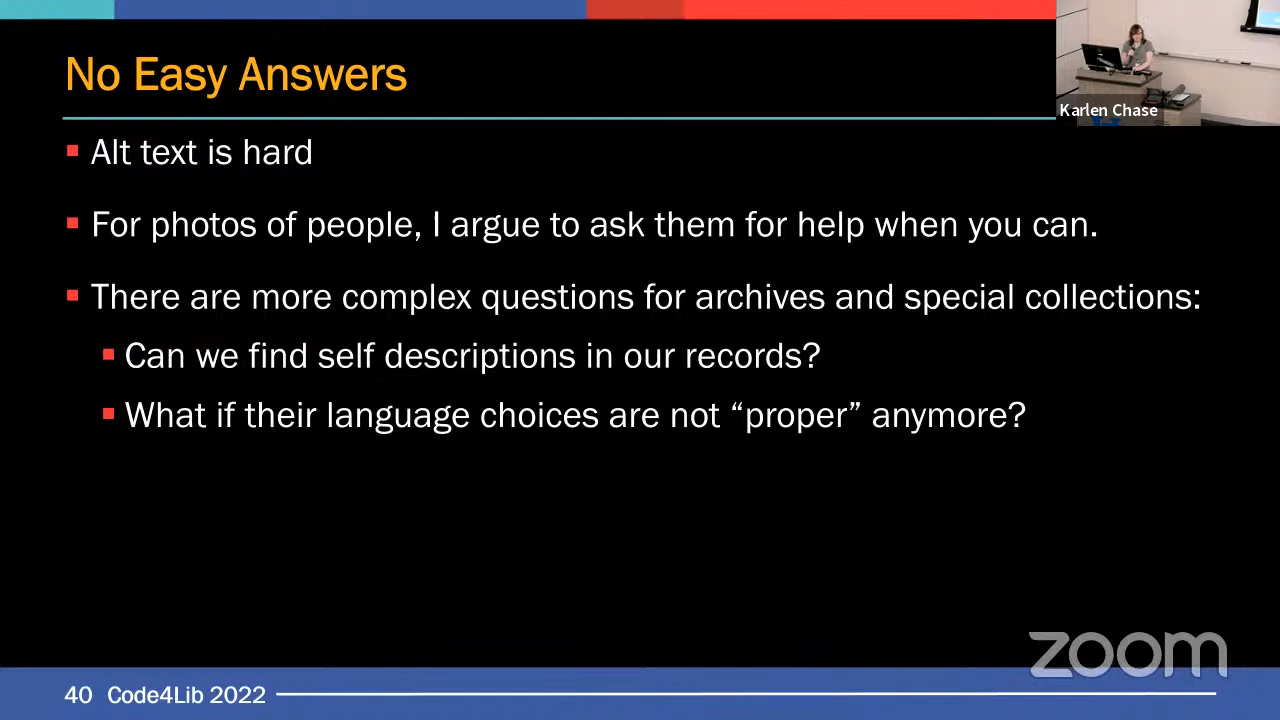 No Easy Answers
Karlen Chase
Alt text is hard
For photos of people, I argue to ask them for help when you can.
There are more complex questions for archives and special collections:
Can we find self descriptions in our records?
What if their language choices are not “proper” anymore?
zoom
40 Code4Lib 2022